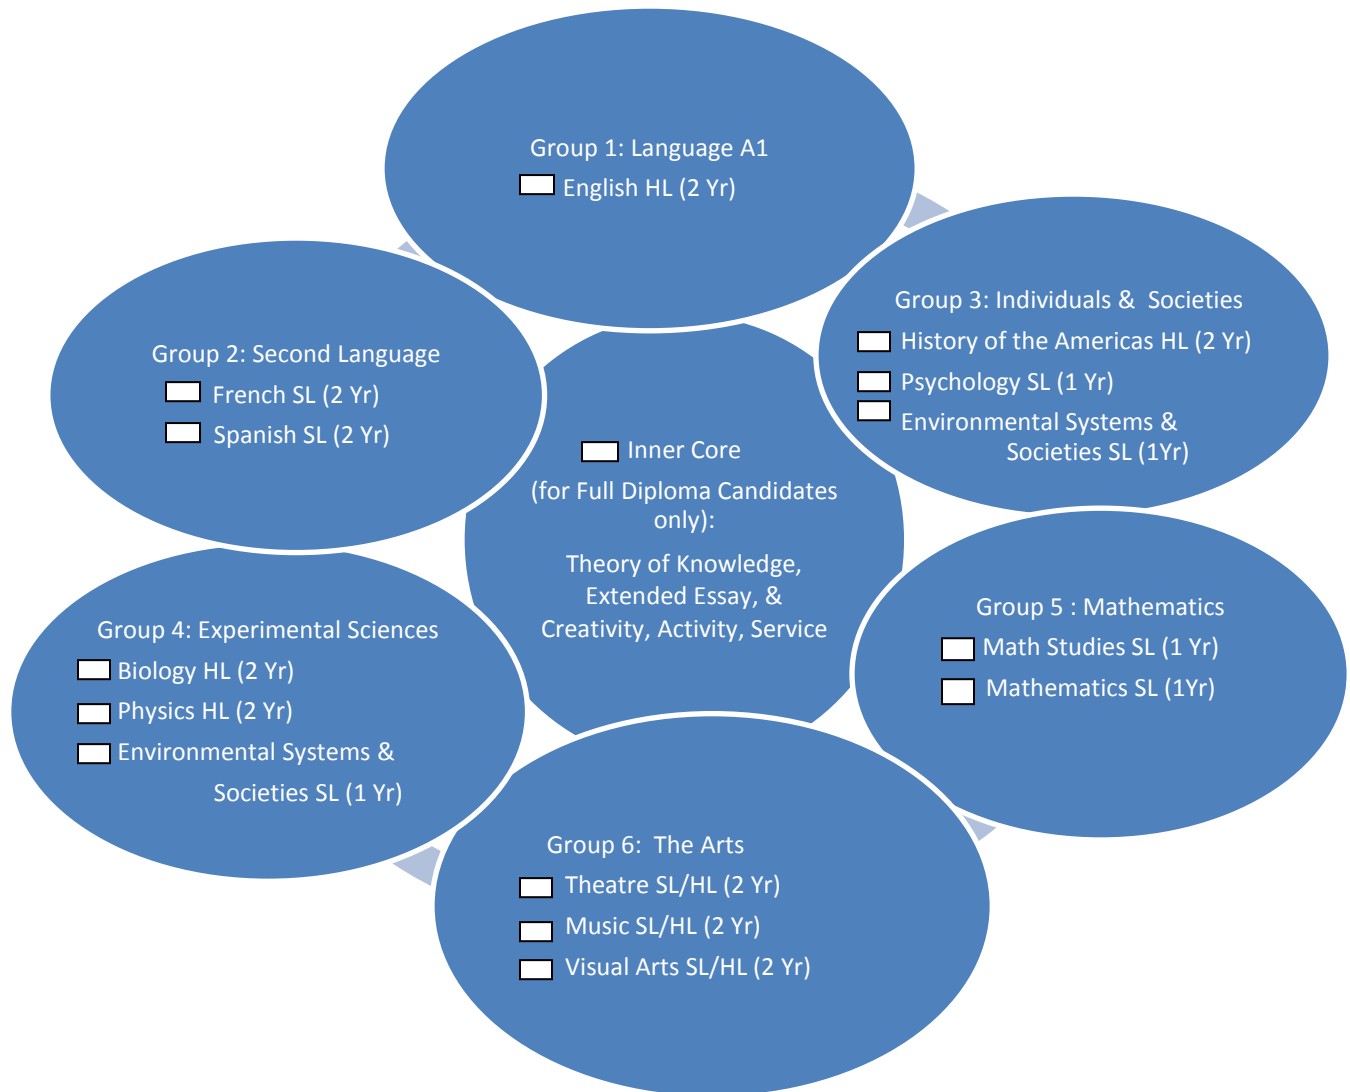 Group 1: Language A1
English HL (2 Yr)
Group 2: Second Language
French SL (2 Yr)
Spanish SL (2 Yr)
Group 3: Individuals &  Societies
History of the Americas HL (2 Yr)
Psychology SL (1 Yr)
Environmental Systems &
Societies SL (1Yr)
Inner Core
(for Full Diploma Candidates
only):
Theory of Knowledge,
Extended Essay, &
Creativity, Activity, Service
Group 4: Experimental Sciences
Biology HL (2 Yr)
Physics HL (2 Yr)
Environmental Systems &
Societies SL (1 Yr)
Group 5 : Mathematics
Math Studies SL (1 Yr)
Mathematics SL (1Yr)
Group 6:  The Arts
Theatre SL/HL (2 Yr)
Music SL/HL (2 Yr)
Visual Arts SL/HL (2 Yr)